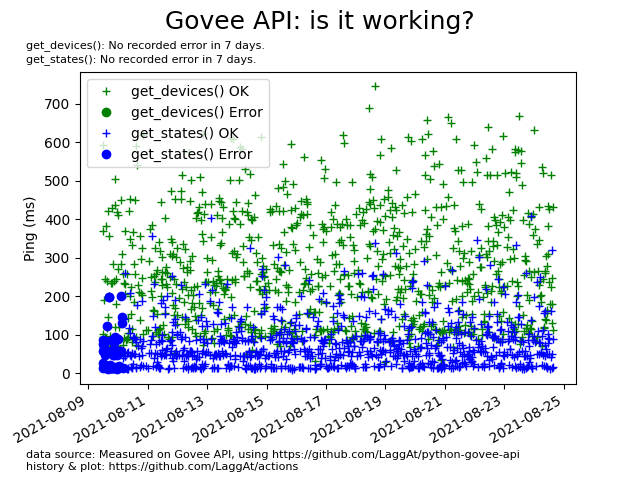 Govee API: is it working?
get_devices(): No recorded error in 7 days.
get_states(): No recorded error in 7 days.
get_devices() OK
get_devices() Error
get_states() OK
get_states() Error
Ping (ms)
700
600
500
400
300
200
100
0
2021-08-09
2021-08-11
2021-08-13
2021-08-15
2021-08-17
2021-08-19
2021-08-21
2021-08-23
2021-08-25
data source: Measured on Govee API, using https://github.com/LaggAt/python-govee-api
history & plot: https://github.com/LaggAt/actions